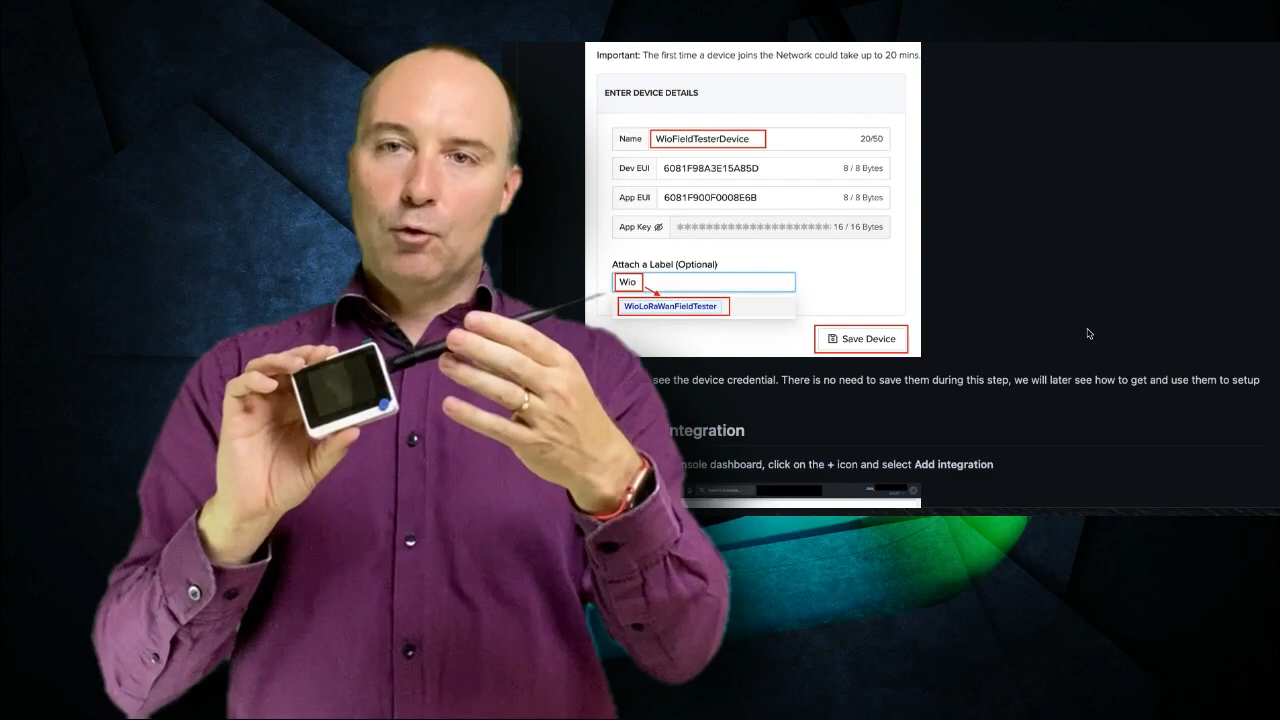 Important: The first time a device joins the Network could take up to 20 mins.
ENTER DEVICE DETAILS
Name WioFieldTesterDevice 20/50
Dev EUI 6081F98A3E15A85D 8 / 8 Bytes
App EUI 6081F900F0008E6B 8 / 8 Bytes
App Key ********************** 16 / 16 Bytes
Attach a Label (Optional)
Wio
WioLoRaWanFieldTester
Save Device
see the device credential. There is no need to save them during this step, we will later see how to get and use them to setup
ntegration
nsole dashboard, click on the + icon and select Add integration